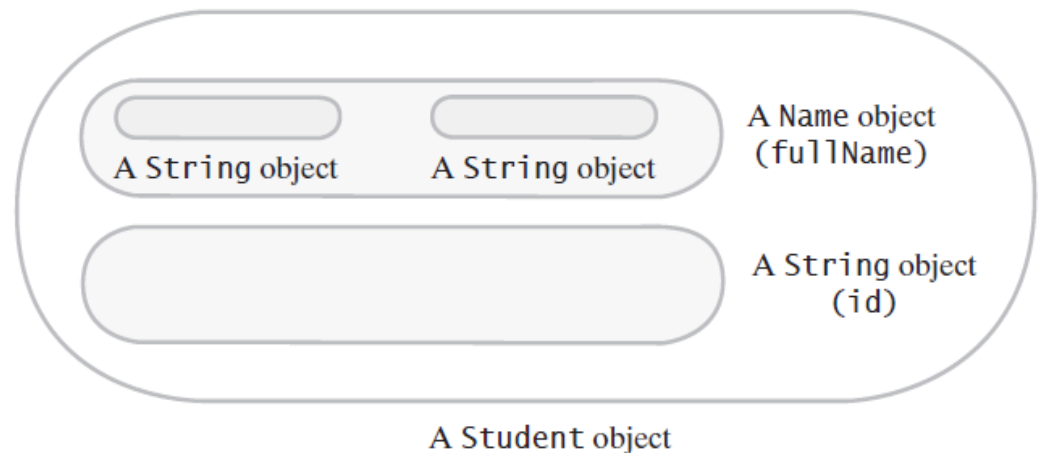 A String object
A String object
A Name object
(fullName)
A String object
(id)
A Student object